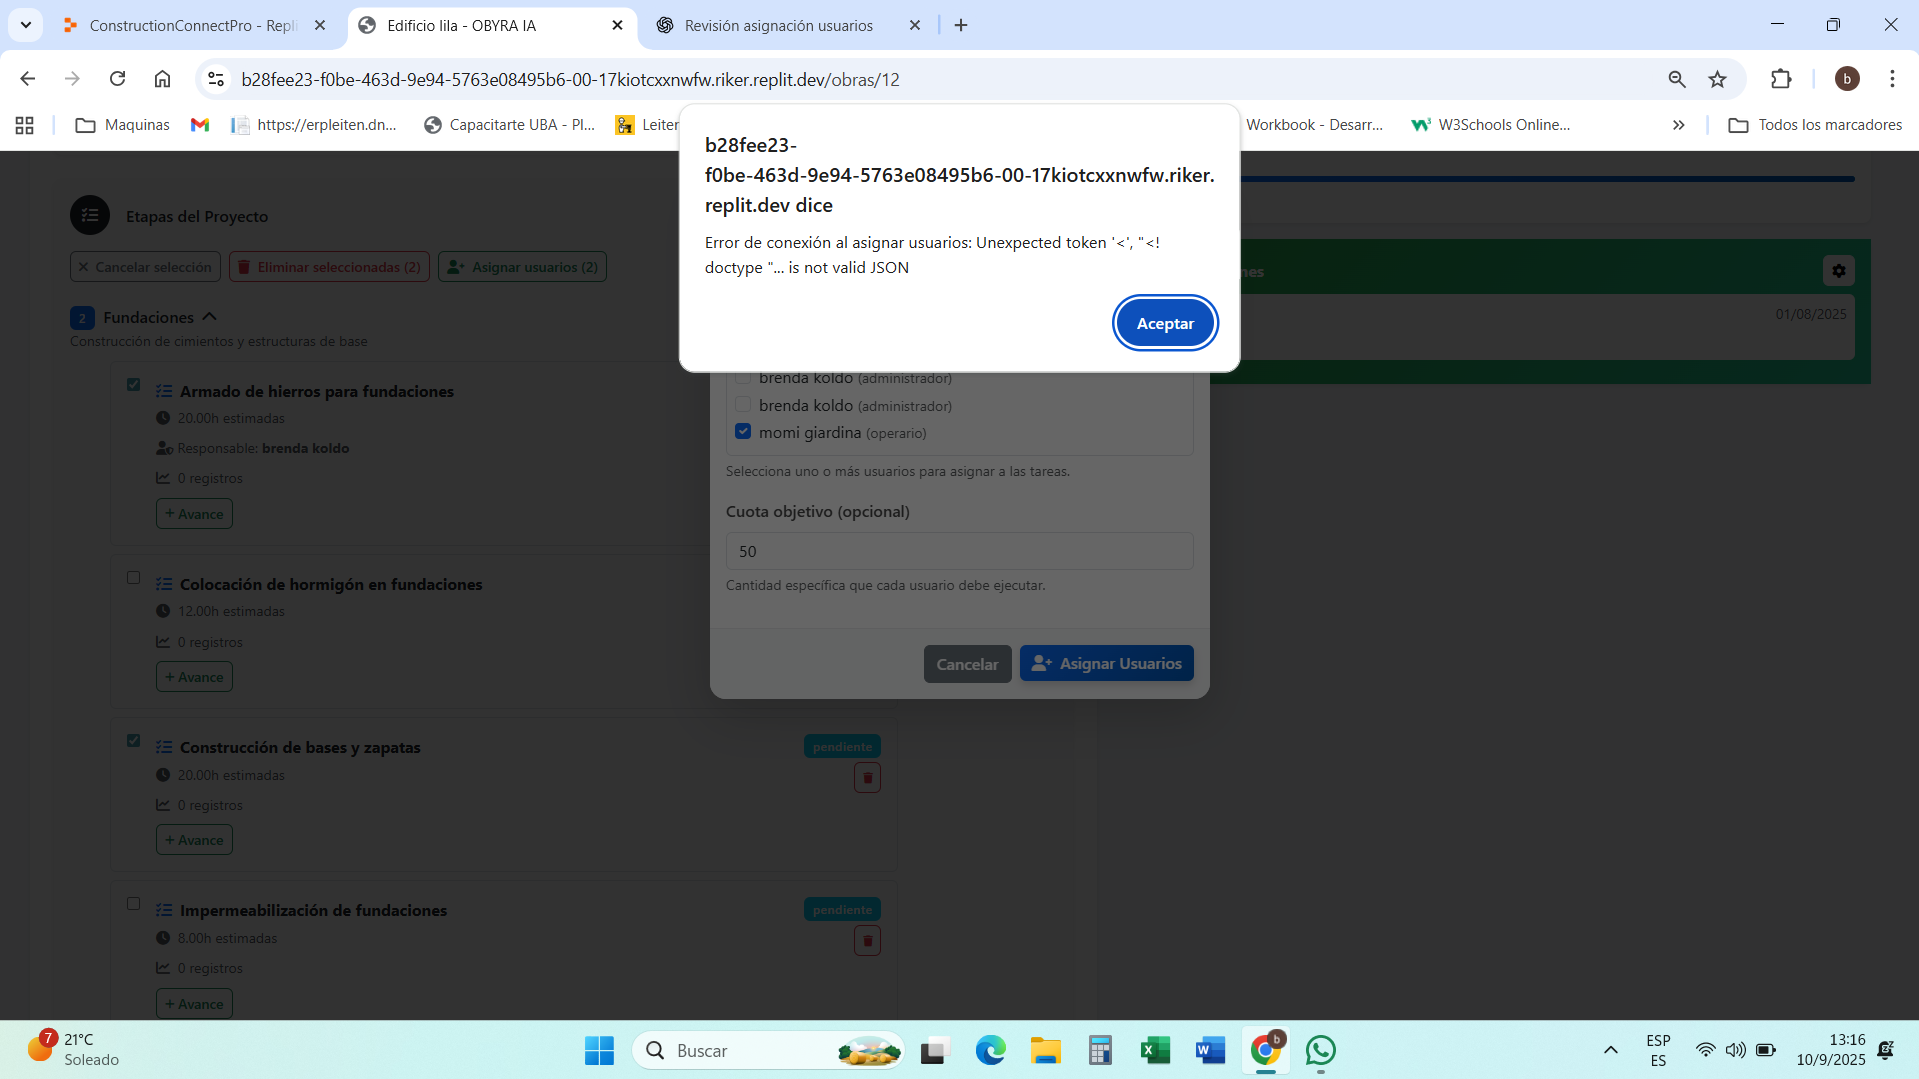 ConstructionConnectPro - Repli
Edificio lila - OBYRA IA
Revisión asignación usuarios
b28fee23-f0be-463d-9e94-5763e08495b6-00-17kiotcxxnwfw.riker.replit.dev/obras/12
b
Maquinas
https://erpleiten.dn...
Capacitarte UBA - Pl...
Leiter
Workbook - Desarr...
W3Schools Online...
Todos los marcadores
b28fee23-
f0be-463d-9e94-5763e08495b6-00-17kiotcxxnwfw.riker.
replit.dev dice
Error de conexión al asignar usuarios: Unexpected token '<', "<!
doctype "... is not valid JSON
Aceptar
Etapas del Proyecto
Cancelar selección
Eliminar seleccionadas (2)
Asignar usuarios (2)
nes
01/08/2025
2 Fundaciones
Construcción de cimientos y estructuras de base
Armado de hierros para fundaciones
20.00h estimadas
Responsable: brenda koldo
0 registros
+ Avance
Colocación de hormigón en fundaciones
12.00h estimadas
0 registros
+ Avance
Construcción de bases y zapatas
pendiente
20.00h estimadas
0 registros
+ Avance
Impermeabilización de fundaciones
pendiente
8.00h estimadas
0 registros
+ Avance
brenda koldo (administrador)
brenda koldo (administrador)
momi giardina (operario)
Selecciona uno o más usuarios para asignar a las tareas.
Cuota objetivo (opcional)
50
Cantidad específica que cada usuario debe ejecutar.
Cancelar
Asignar Usuarios
7
21°C
Soleado
Buscar
b
ESP
ES
13:16
10/9/2025